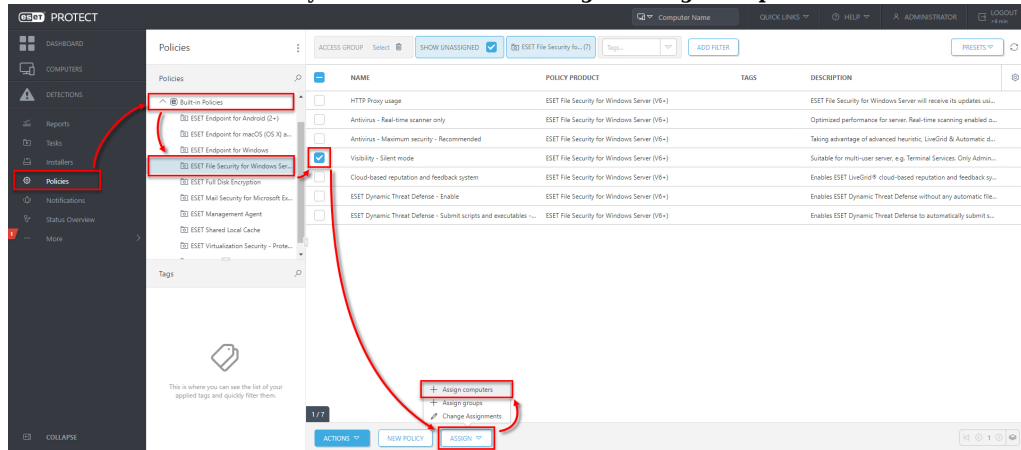 eset PROTECT
Computer Name
QUICK LINKS
HELP
ADMINISTRATOR
LOGOUT
>9 min
DASHBOARD
COMPUTERS
DETECTIONS
Reports
Tasks
Installers
Policies
Notifications
Status Overview
More
COLLAPSE
Policies
Policies
Built-in Policies
ESET Endpoint for Android (2+)
ESET Endpoint for macOS (OS X) a...
ESET Endpoint for Windows
ESET File Security for Windows Ser...
ESET Full Disk Encryption
ESET Mail Security for Microsoft Ex...
ESET Management Agent
ESET Shared Local Cache
ESET Virtualization Security - Prote...
Tags
This is where you can see the list of your
applied tags and quickly filter them.
ACCESS GROUP Select SHOW UNASSIGNED ESET File Security fo... (7) Tags... ADD FILTER PRESETS
NAME POLICY PRODUCT TAGS DESCRIPTION
HTTP Proxy usage ESET File Security for Windows Server (V6+) ESET File Security for Windows Server will receive its updates usi...
Antivirus - Real-time scanner only ESET File Security for Windows Server (V6+) Optimized performance for server. Real-time scanning enabled o...
Antivirus - Maximum security - Recommended ESET File Security for Windows Server (V6+) Taking advantage of advanced heuristic, LiveGrid & Automatic d...
Visibility - Silent mode ESET File Security for Windows Server (V6+) Suitable for multi-user server, e.g. Terminal Services. Only Admin...
Cloud-based reputation and feedback system ESET File Security for Windows Server (V6+) Enables ESET LiveGrid® cloud-based reputation and feedback sy...
ESET Dynamic Threat Defense - Enable ESET File Security for Windows Server (V6+) Enables ESET Dynamic Threat Defense without any automatic file...
ESET Dynamic Threat Defense - Submit scripts and executables -... ESET File Security for Windows Server (V6+) Enables ESET Dynamic Threat Defense to automatically submit s...
Assign computers
Assign groups
Change Assignments
1 / 7
ACTIONS NEW POLICY ASSIGN
1